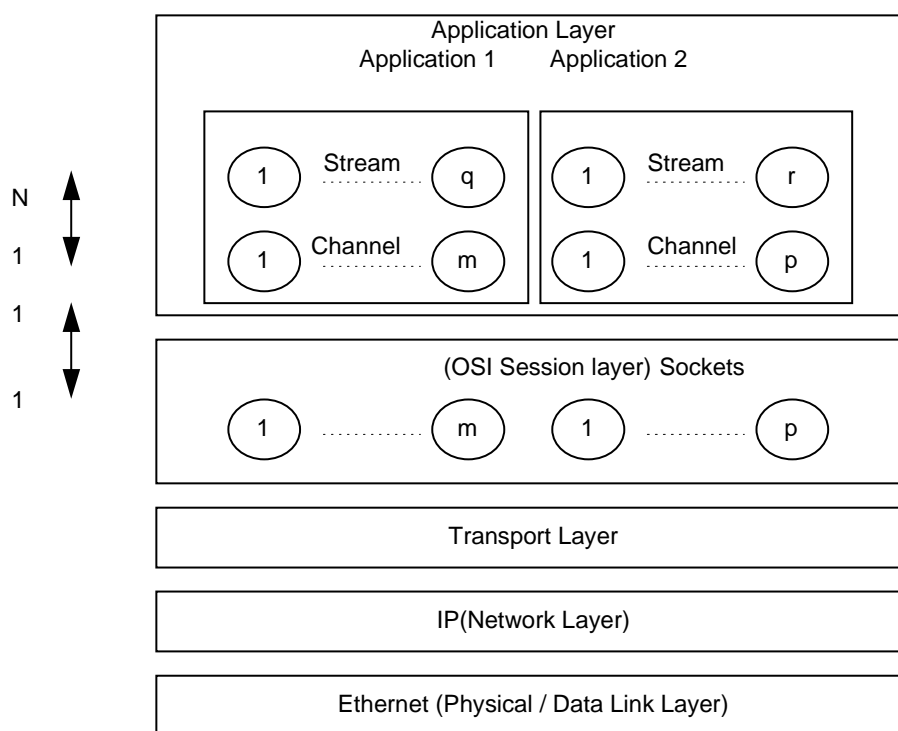 Application Layer
Application 1 Application 2
1 Stream q 1 Stream r
N
1 Channel m 1 Channel p
1
1
(OSI Session layer) Sockets
1
1 m 1 p
Transport Layer
IP(Network Layer)
Ethernet (Physical / Data Link Layer)